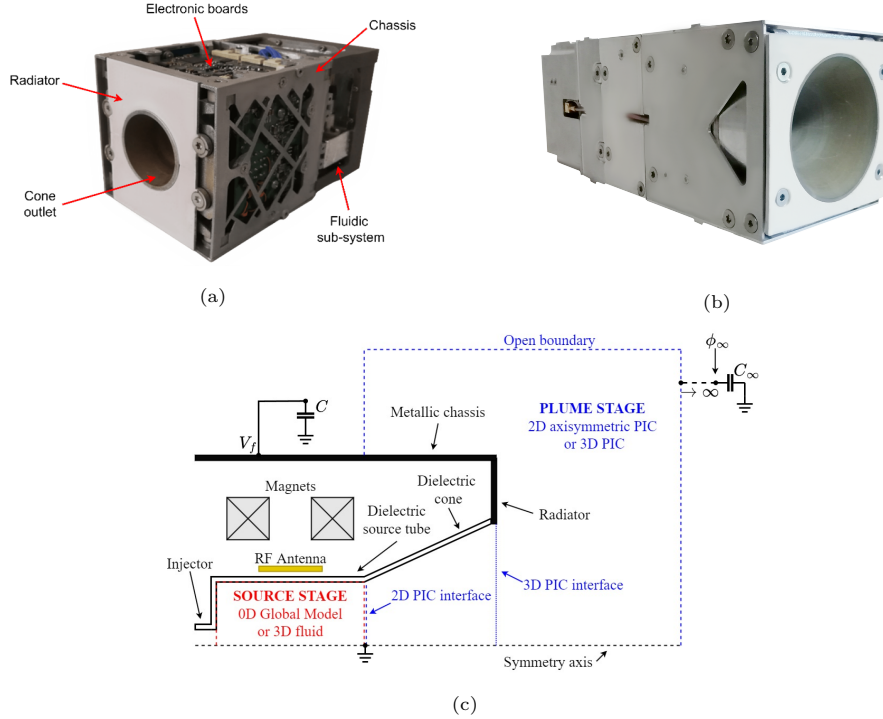 Electronic boards
Chassis
Radiator
Cone
outlet
Fluidic
sub-system
(a)
(b)
Open boundary
ϕ∞
C∞
→ ∞
PLUME STAGE
2D axisymmetric PIC
or 3D PIC
C
Metallic chassis
V_f
Magnets
Dielectric
cone
Dielectric
source tube
Radiator
RF Antenna
Injector
SOURCE STAGE
0D Global Model
or 3D fluid
2D PIC interface
3D PIC interface
Symmetry axis
(c)